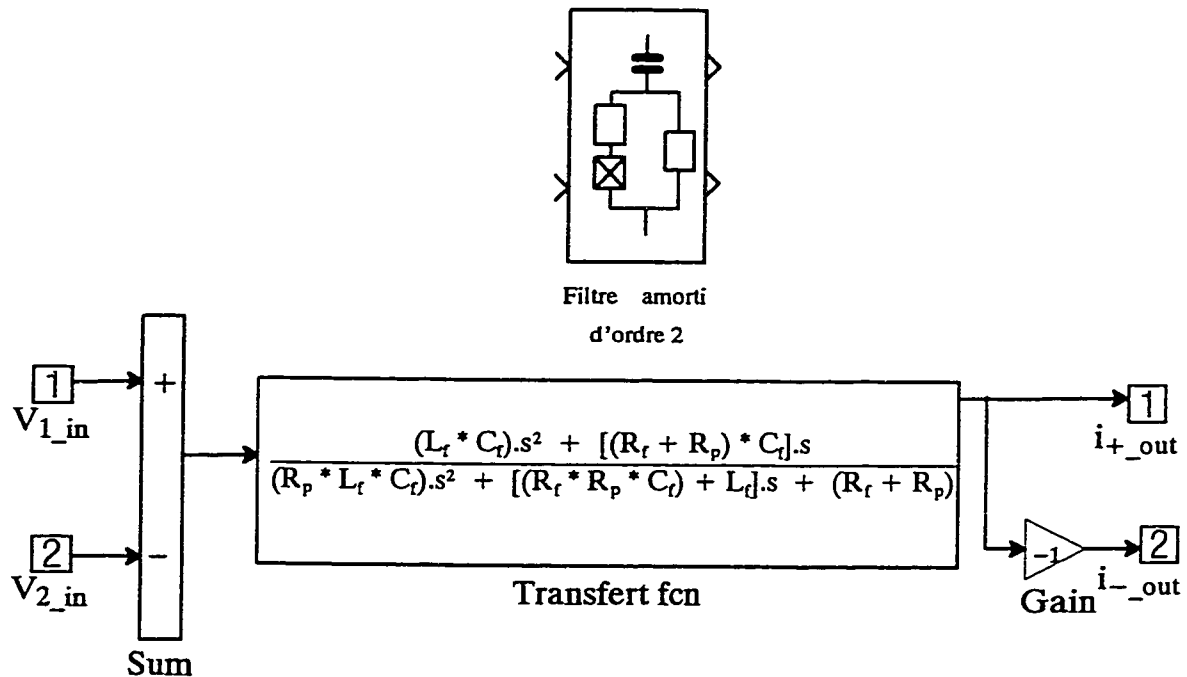 Filtre amorti
d'ordre 2
1
V1_in
+
2
V2_in
-
Sum
(Lf * Cf).s² + [(Rf + Rp) * Cf].s
(Rp * Lf * Cf).s² + [(Rf * Rp * Cf) + Lf].s + (Rf + Rp)
Transfert fcn
1
i+_out
-1
Gain
2
i-_out